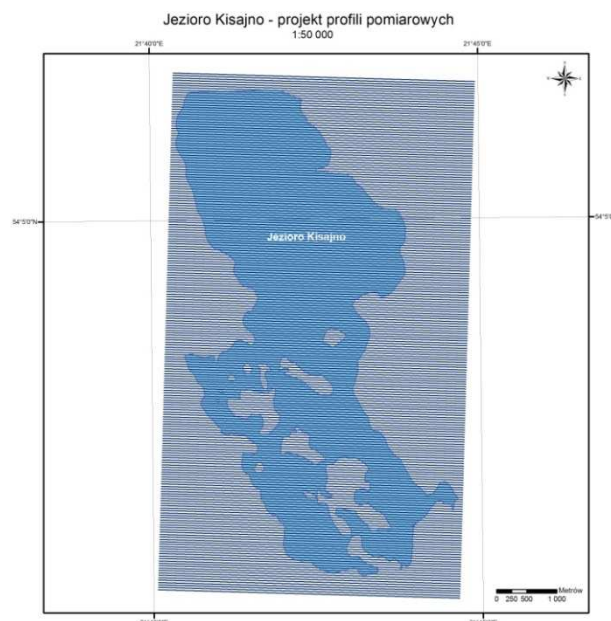 Jezioro Kisajno - projekt profili pomiarowych
1:50 000
21°40'0"E
21°45'0"E
54°5'0"N
Jezioro Kisajno
Metrów
0 250 500 1 000